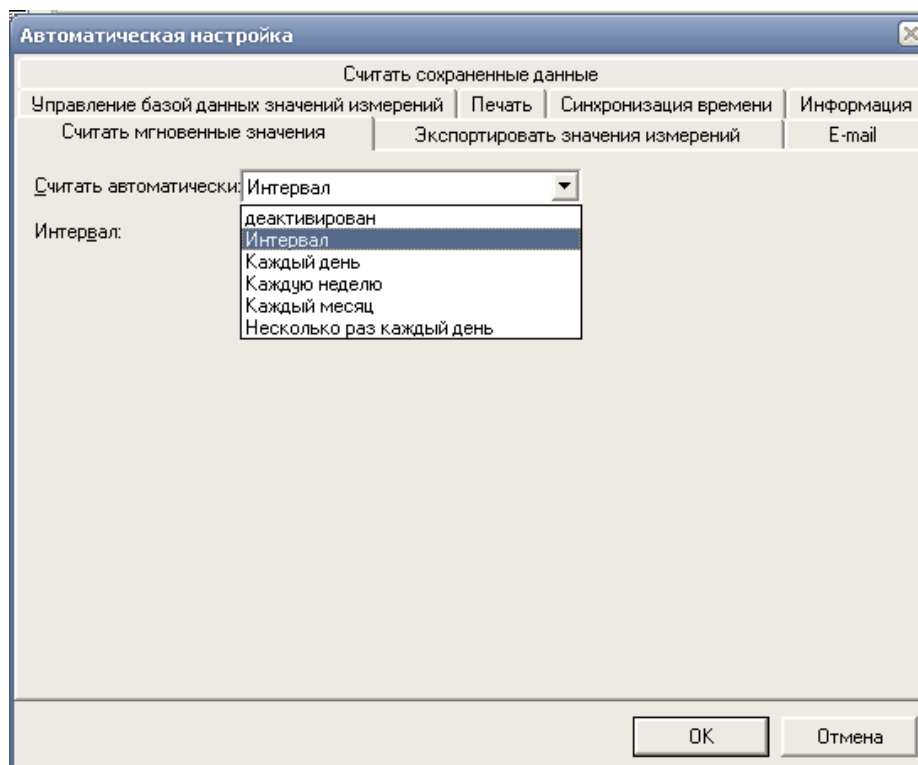 Автоматическая настройка
Считать сохраненные данные
Управление базой данных значений измерений Печать Синхронизация времени Информация
Считать мгновенные значения Экспортировать значения измерений E-mail
Считать автоматически: Интервал
деактивирован
Интервал: Интервал
Каждый день
Каждую неделю
Каждый месяц
Несколько раз каждый день
OK Отмена